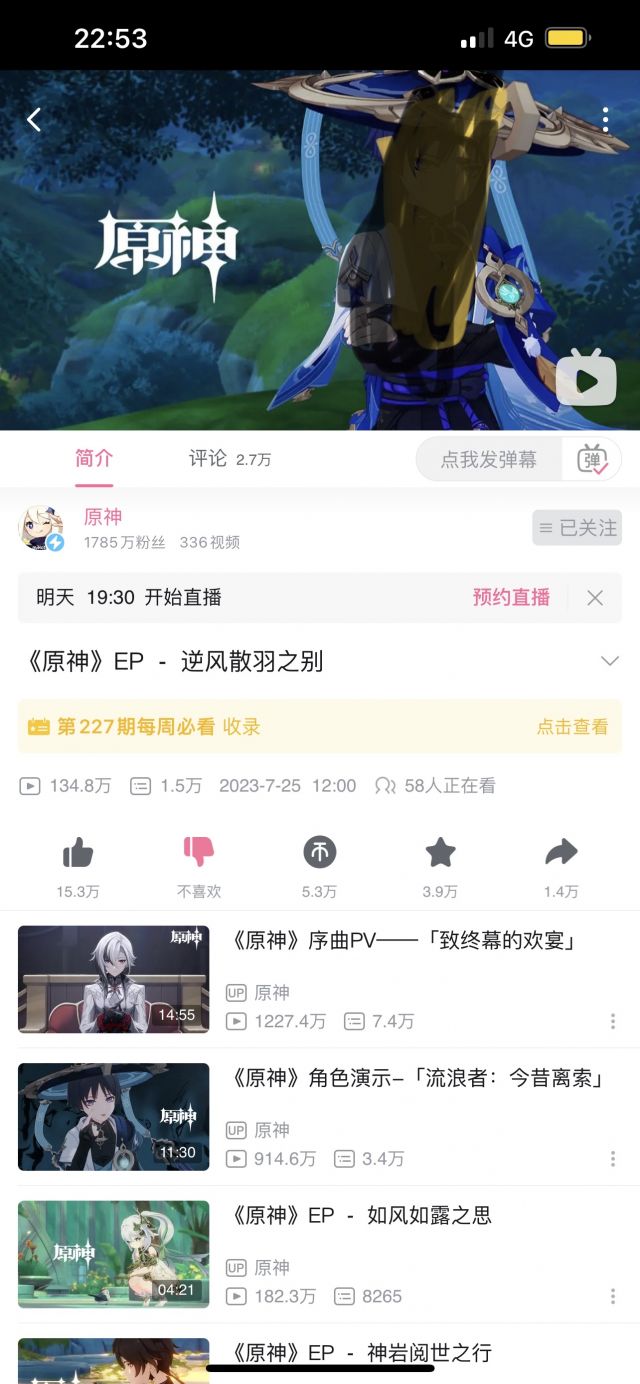 22:53
4G
原神
简介
评论 2.7万
点我发弹幕
弹
原神
1785万粉丝 336视频
已关注
明天 19:30 开始直播
预约直播
《原神》EP - 逆风散羽之别
第227期每周必看 收录
点击查看
134.8万 1.5万 2023-7-25 12:00 58人正在看
15.3万 不喜欢 5.3万 3.9万 1.4万
原神
14:55
《原神》序曲PV——「致终幕的欢宴」
UP 原神
1227.4万 7.4万
原神
11:30
《原神》角色演示-「流浪者：今昔离索」
UP 原神
914.6万 3.4万
原神
04:21
《原神》EP - 如风如露之思
UP 原神
182.3万 8265
原神
《原神》EP - 神岩阅世之行